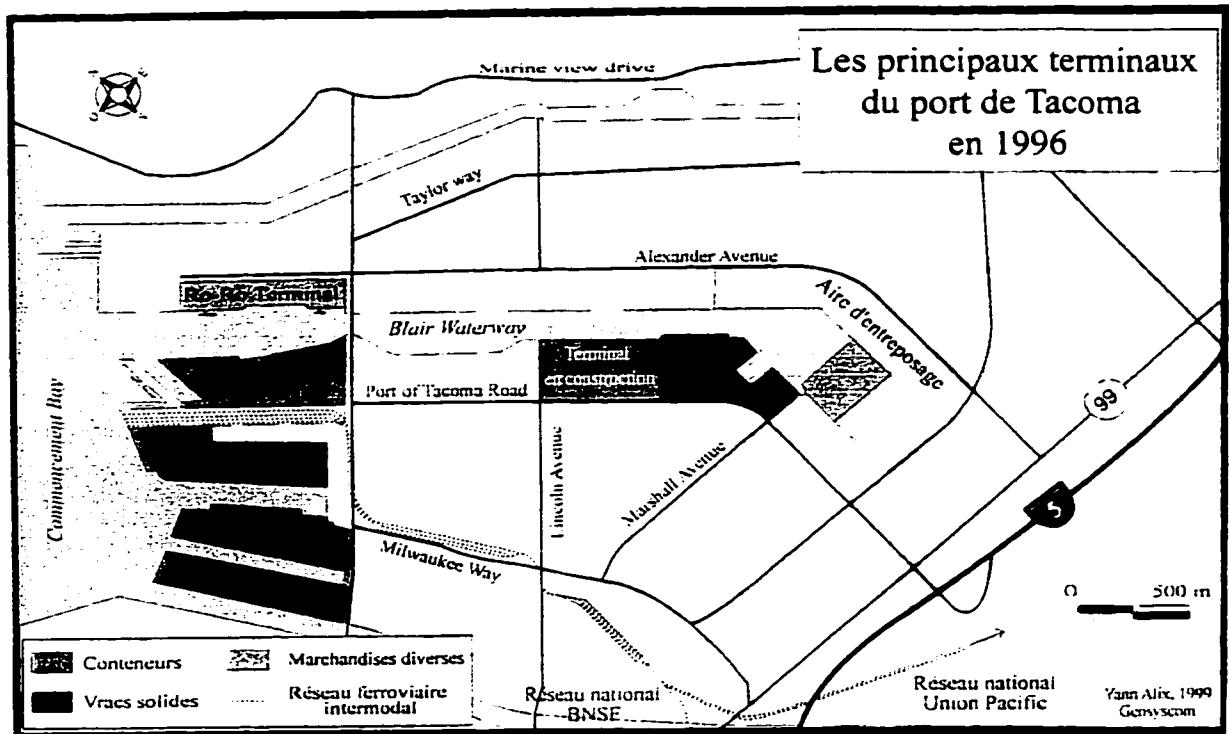 Les principaux terminaux
du port de Tacoma
en 1996
Marine view drive
Taylor way
Alexander Avenue
Ro-Ro-Terminal
Aire d'entreposage
Blair Waterway
Terminal
en construction
Port of Tacoma Road
99
Commencement Bay
Lincoln Avenue
Marshall Avenue
5
Milwaukee Way
0 500 m
Conteneurs
Marchandises diverses
Vracs solides
Réseau ferroviaire
intermodal
Réseau national
BNSF
Réseau national
Union Pacific
Yann Alix, 1999
Gensyscom